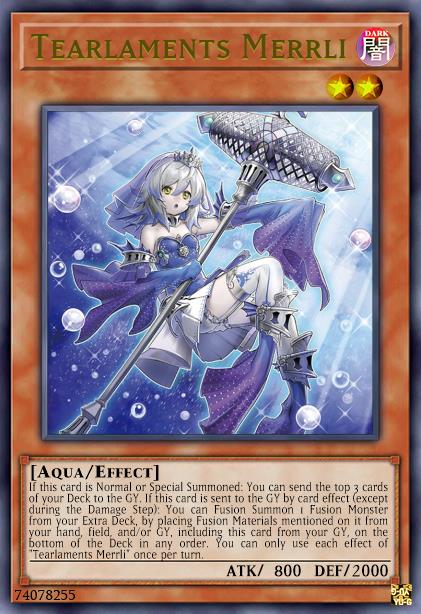 Tearlaments Merrli
DARK
闇
[Aqua/Effect]
If this card is Normal or Special Summoned: You can send the top 3 cards
of your Deck to the GY. If this card is sent to the GY by card effect (except
during the Damage Step): You can Fusion Summon 1 Fusion Monster
from your Extra Deck, by placing Fusion Materials mentioned on it from
your hand, field, and/or GY, including this card from your GY, on the
bottom of the Deck in any order. You can only use each effect of
"Tearlaments Merrli" once per turn.
ATK/ 800 DEF/2000
74078255